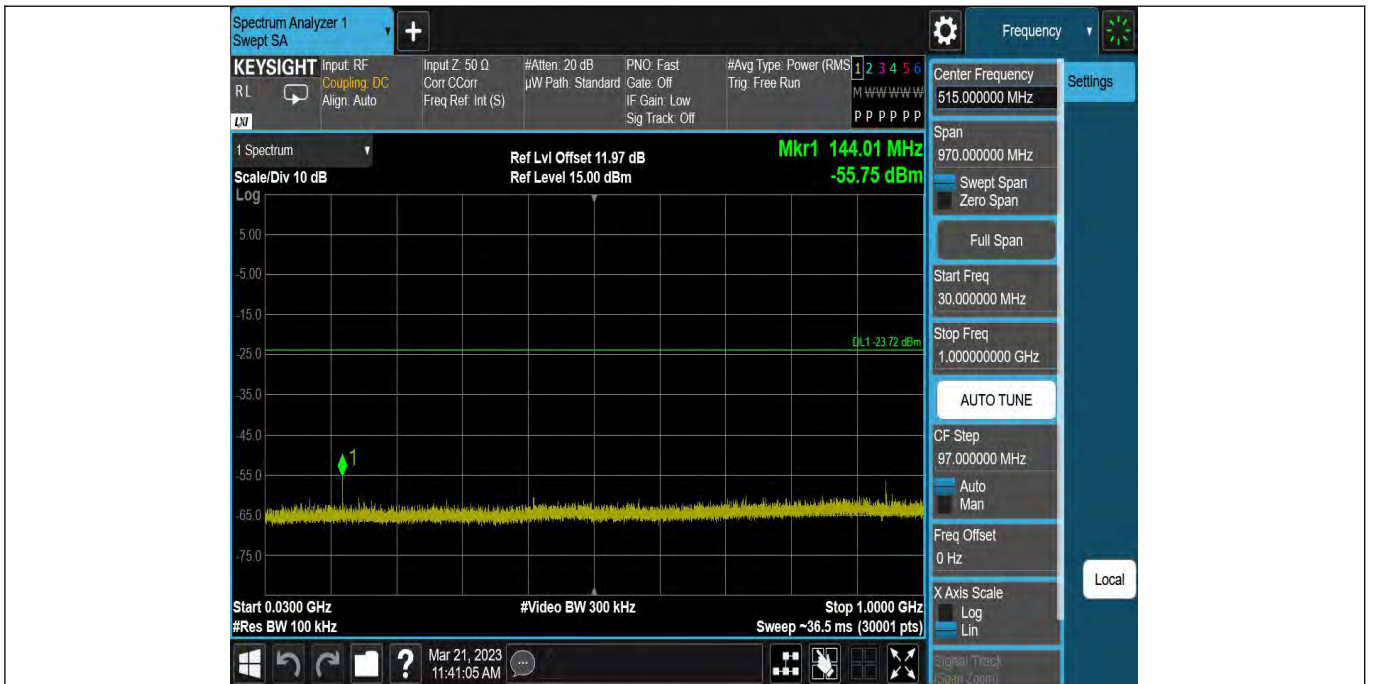 Spectrum Analyzer 1
Swept SA
+
Frequency
KEYSIGHT
RL
LXI
Input: RF
Coupling: DC
Align: Auto
Input Z: 50 Ω
Corr CCorr
Freq Ref: Int (S)
#Atten: 20 dB
µW Path: Standard
PNO: Fast
Gate: Off
IF Gain: Low
Sig Track: Off
#Avg Type: Power (RMS
Trig: Free Run
1 2 3 4 5 6
M W W W W W
P P P P P P
1 Spectrum
Scale/Div 10 dB
Log
Ref Lvl Offset 11.97 dB
Ref Level 15.00 dBm
Mkr1 144.01 MHz
-55.75 dBm
5.00
-5.00
-15.0
DL1 -23.72 dBm
-25.0
-35.0
-45.0
1
-55.0
-65.0
-75.0
Start 0.0300 GHz
#Res BW 100 kHz
#Video BW 300 kHz
Stop 1.0000 GHz
Sweep ~36.5 ms (30001 pts)
Center Frequency
515.000000 MHz
Settings
Span
970.000000 MHz
Swept Span
Zero Span
Full Span
Start Freq
30.000000 MHz
Stop Freq
1.000000000 GHz
AUTO TUNE
CF Step
97.000000 MHz
Auto
Man
Freq Offset
0 Hz
X Axis Scale
Log
Lin
Signal Track
(Span Zoom)
Local
?
Mar 21, 2023
11:41:05 AM